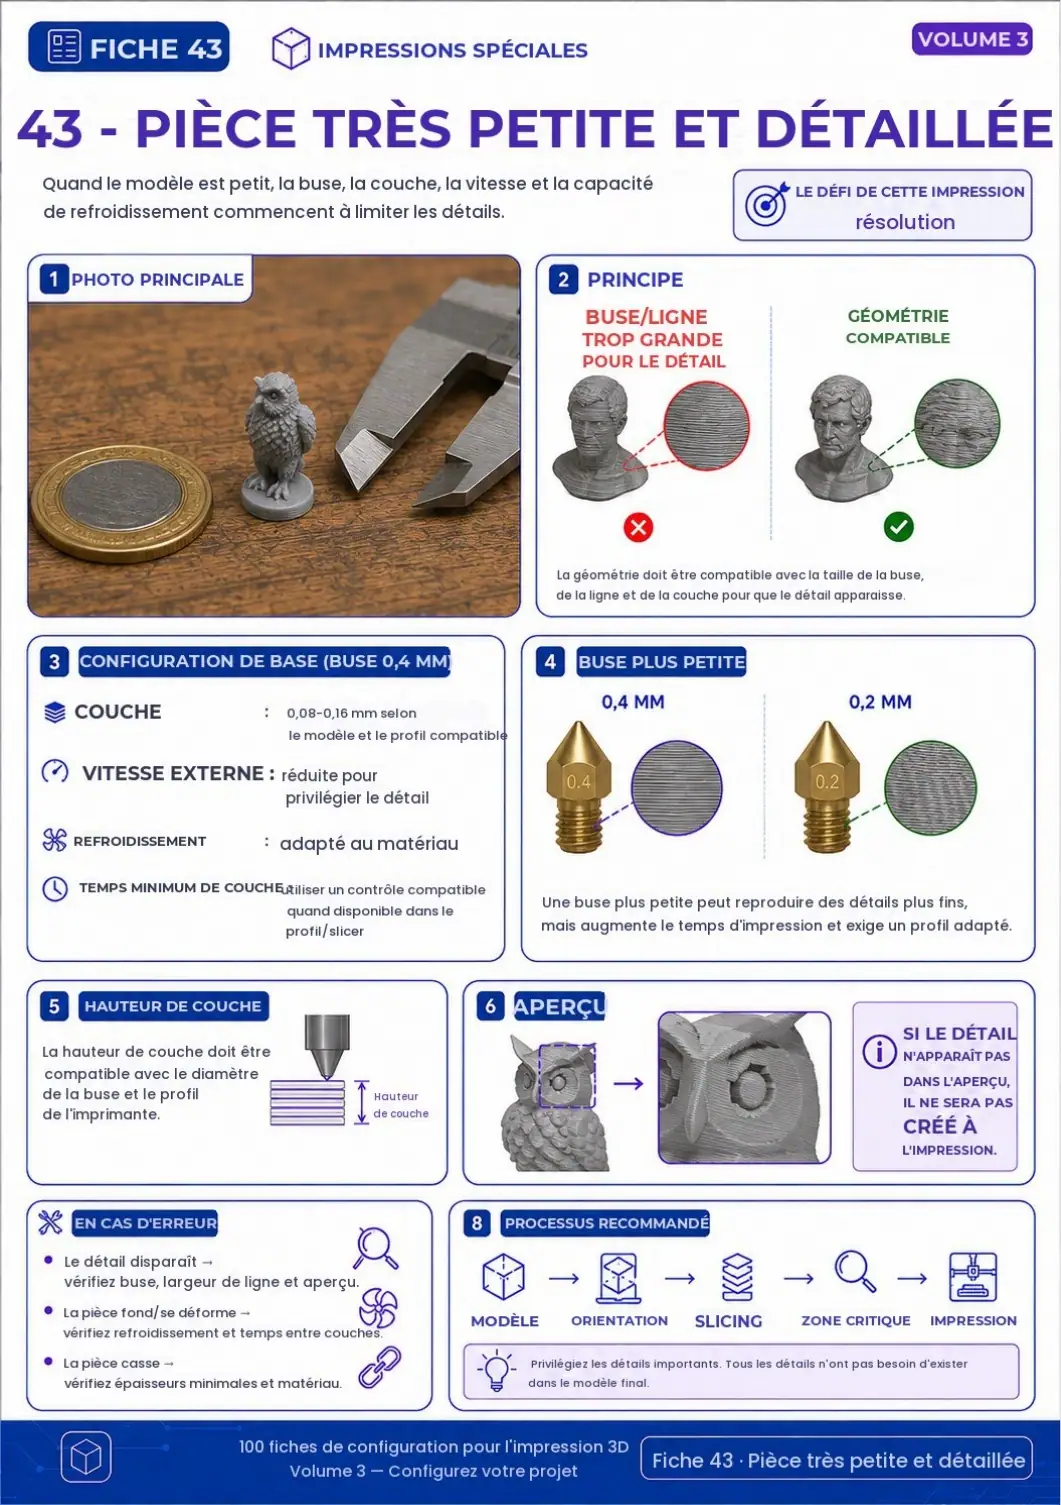 FICHE 43
IMPRESSIONS SPÉCIALES
VOLUME 3
43 - PIÈCE TRÈS PETITE ET DÉTAILLÉE
Quand le modèle est petit, la buse, la couche, la vitesse et la capacité
de refroidissement commencent à limiter les détails.
LE DÉFI DE CETTE IMPRESSION
résolution
1 PHOTO PRINCIPALE
2 PRINCIPE
BUSE/LIGNE
TROP GRANDE
POUR LE DÉTAIL
GÉOMÉTRIE
COMPATIBLE
La géométrie doit être compatible avec la taille de la buse,
de la ligne et de la couche pour que le détail apparaisse.
3 CONFIGURATION DE BASE (BUSE 0,4 MM)
COUCHE : 0,08-0,16 mm selon
le modèle et le profil compatible
VITESSE EXTERNE : réduite pour
privilégier le détail
REFROIDISSEMENT : adapté au matériau
TEMPS MINIMUM DE COUCHE : utiliser un contrôle compatible
quand disponible dans le
profil/slicer
4 BUSE PLUS PETITE
0,4 MM
0,2 MM
0.4
0.2
Une buse plus petite peut reproduire des détails plus fins,
mais augmente le temps d'impression et exige un profil adapté.
5 HAUTEUR DE COUCHE
La hauteur de couche doit être
compatible avec le diamètre
de la buse et le profil
de l'imprimante.
Hauteur
de couche
6 APERÇU
SI LE DÉTAIL
N'APPARAÎT PAS
DANS L'APERÇU,
IL NE SERA PAS
CRÉÉ À
L'IMPRESSION.
EN CAS D'ERREUR
• Le détail disparaît →
vérifiez buse, largeur de ligne et aperçu.
• La pièce fond/se déforme →
vérifiez refroidissement et temps entre couches.
• La pièce casse →
vérifiez épaisseurs minimales et matériau.
8 PROCESSUS RECOMMANDÉ
MODÈLE
ORIENTATION
SLICING
ZONE CRITIQUE
IMPRESSION
Privilégiez les détails importants. Tous les détails n'ont pas besoin d'exister
dans le modèle final.
100 fiches de configuration pour l'impression 3D
Volume 3 — Configurez votre projet
Fiche 43 · Pièce très petite et détaillée